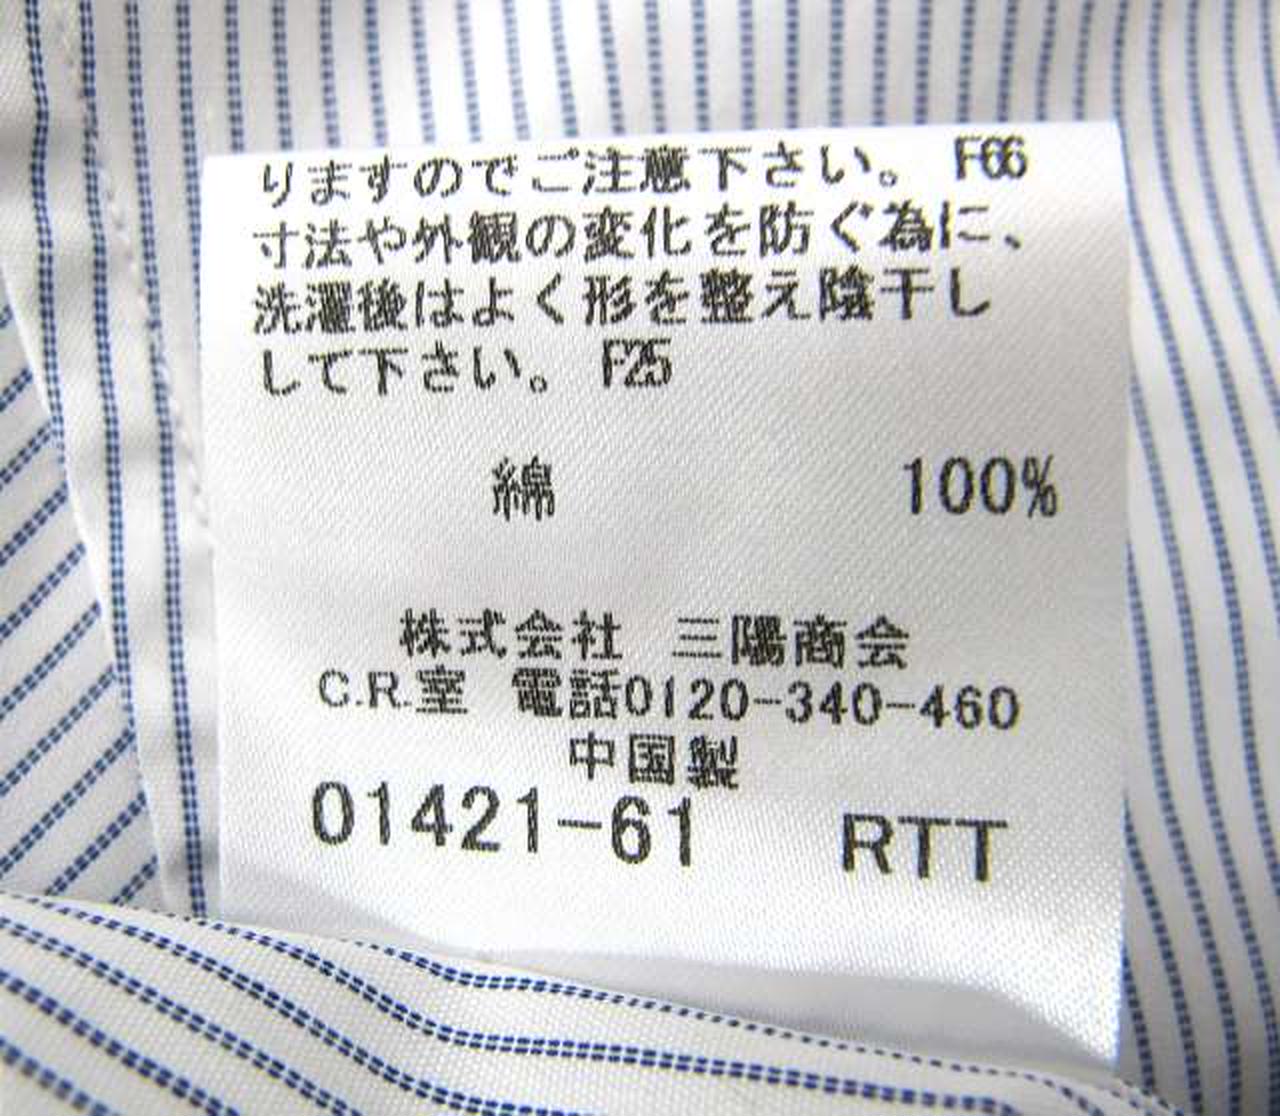 りますのでご注意下さい。 F66
寸法や外観の変化を防ぐ為に、
洗濯後はよく形を整え陰干し
して下さい。 F25
綿 100%
株式会社 三陽商会
C.R.室 電話0120-340-460
中国製
01421-61 RTT